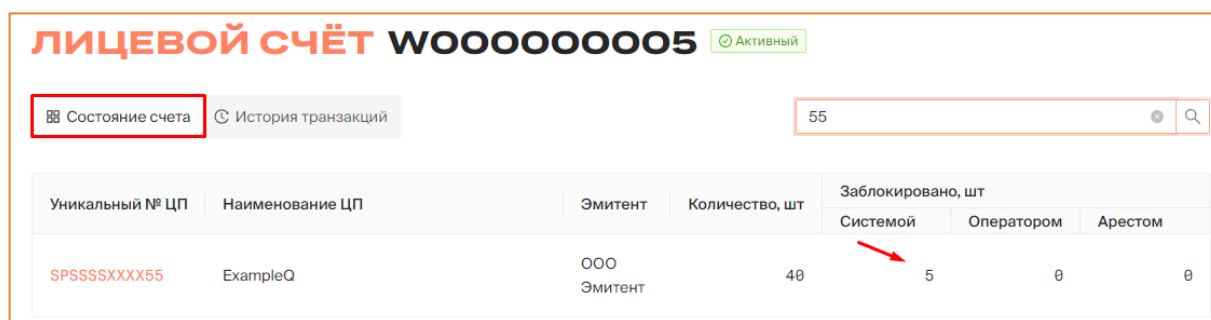 ЛИЦЕВОЙ СЧЁТ W000000005 Активный
Состояние счета История транзакций 55
Уникальный № ЦП Наименование ЦП Эмитент Количество, шт Заблокировано, шт
Системой Оператором Арестом
SPSSSSXXXX55 ExampleQ ООО Эмитент 40 5 0 0